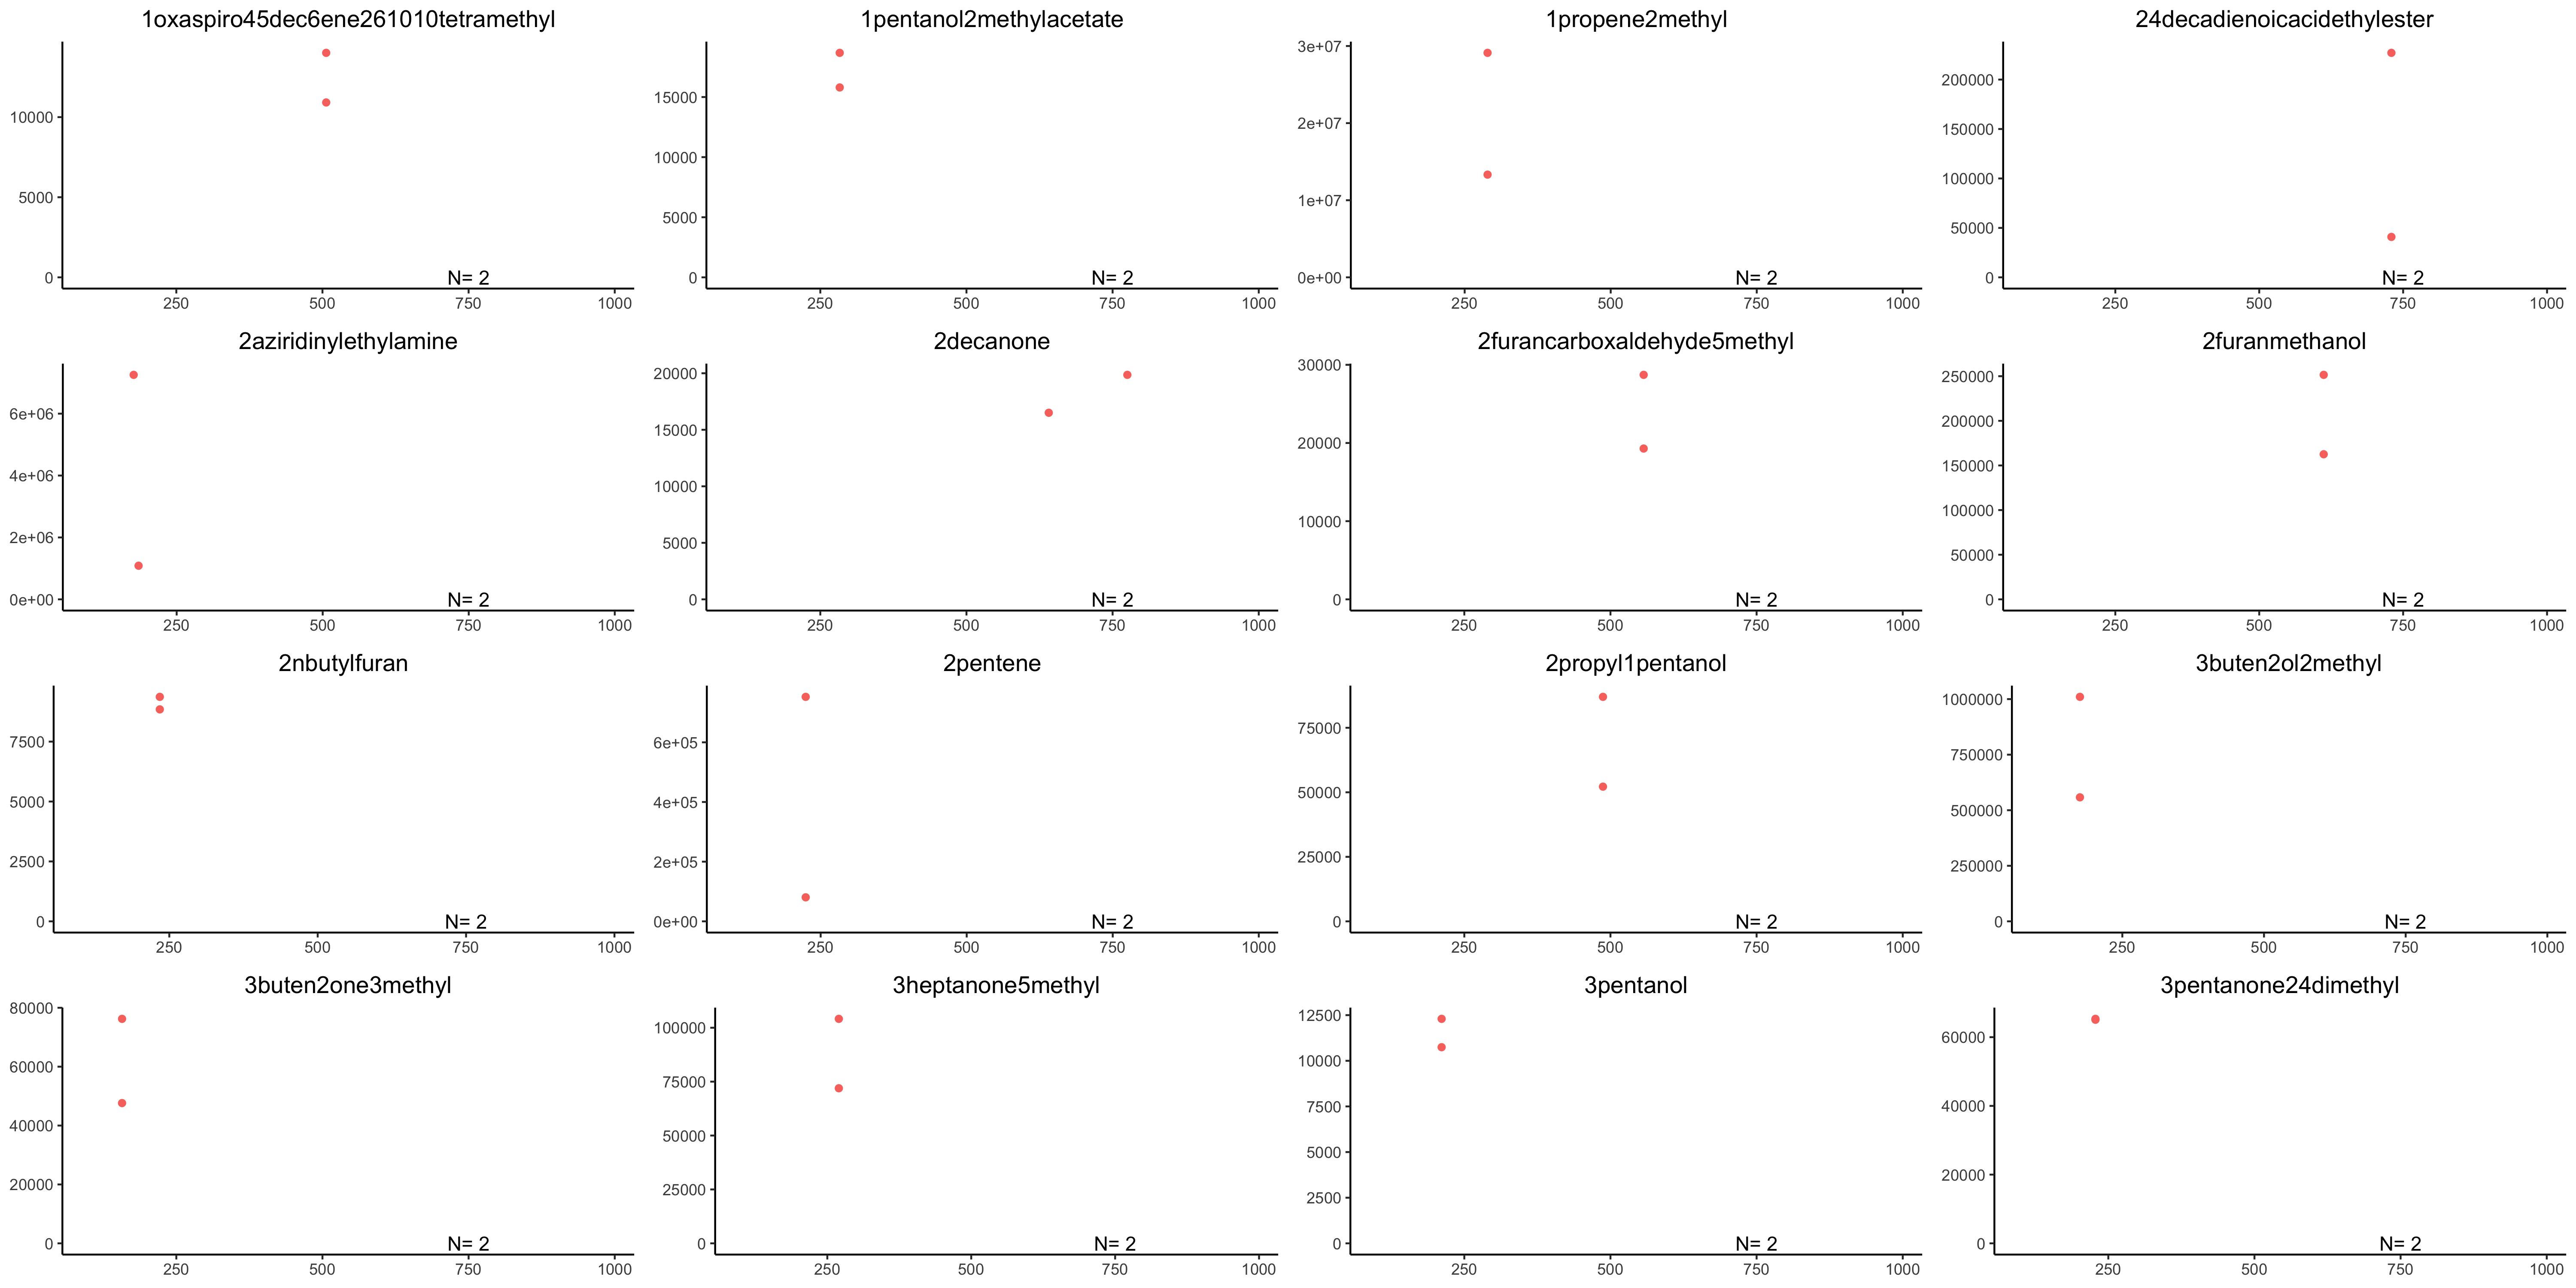 1oxaspiro45dec6ene261010tetramethyl
10000
5000
0
N= 2
250 500 750 1000
1pentanol2methylacetate
15000
10000
5000
0
N= 2
250 500 750 1000
1propene2methyl
3e+07
2e+07
1e+07
0e+00
N= 2
250 500 750 1000
24decadienoicacidethylester
200000
150000
100000
50000
0
N= 2
250 500 750 1000
2aziridinylethylamine
6e+06
4e+06
2e+06
0e+00
N= 2
250 500 750 1000
2decanone
20000
15000
10000
5000
0
N= 2
250 500 750 1000
2furancarboxaldehyde5methyl
30000
20000
10000
0
N= 2
250 500 750 1000
2furanmethanol
250000
200000
150000
100000
50000
0
N= 2
250 500 750 1000
2nbutylfuran
7500
5000
2500
0
N= 2
250 500 750 1000
2pentene
6e+05
4e+05
2e+05
0e+00
N= 2
250 500 750 1000
2propyl1pentanol
75000
50000
25000
0
N= 2
250 500 750 1000
3buten2ol2methyl
1000000
750000
500000
250000
0
N= 2
250 500 750 1000
3buten2one3methyl
80000
60000
40000
20000
0
N= 2
250 500 750 1000
3heptanone5methyl
100000
75000
50000
25000
0
N= 2
250 500 750 1000
3pentanol
12500
10000
7500
5000
2500
0
N= 2
250 500 750 1000
3pentanone24dimethyl
60000
40000
20000
0
N= 2
250 500 750 1000